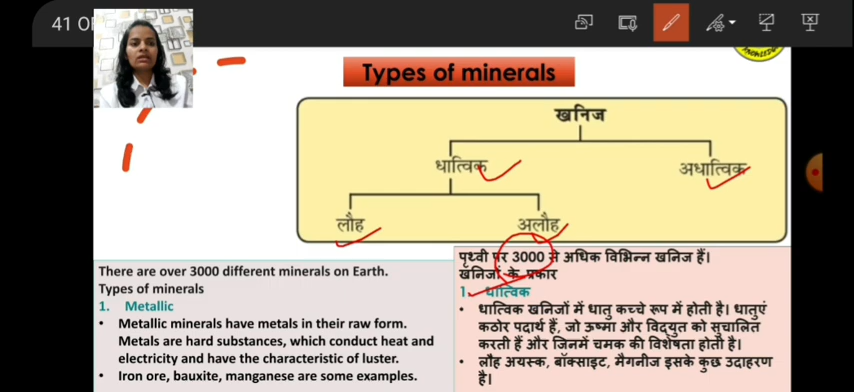 41 OF
Types of minerals
खनिज
धात्विक
अधात्विक
लौह
अलौह
There are over 3000 different minerals on Earth.
Types of minerals
1. Metallic
• Metallic minerals have metals in their raw form.
Metals are hard substances, which conduct heat and
electricity and have the characteristic of luster.
• Iron ore, bauxite, manganese are some examples.
पृथ्वी पर 3000 से अधिक विभिन्न खनिज हैं।
खनिजों के प्रकार
1. धात्विक
• धात्विक खनिजों में धातु कच्चे रूप में होती है। धातुएं
कठोर पदार्थ हैं, जो ऊष्मा और विद्युत को सुचालित
करती हैं और जिनमें चमक की विशेषता होती है।
• लौह अयस्क, बॉक्साइट, मैगनीज इसके कुछ उदाहरण
है।